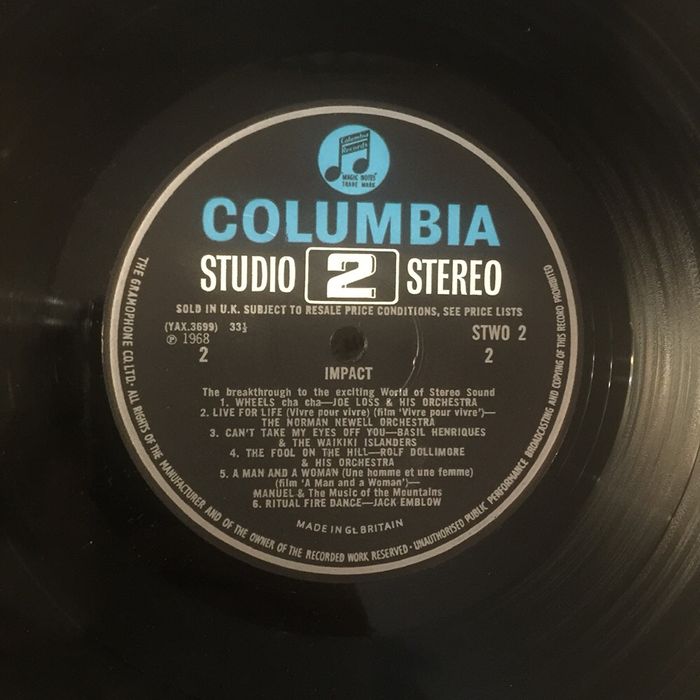 Columbia
Records
MAGIC NOTES
TRADE MARK
COLUMBIA
STUDIO 2 STEREO
SOLD IN U.K. SUBJECT TO RESALE PRICE CONDITIONS, SEE PRICE LISTS
(YAX.3699) 33⅓
℗ 1968
2
STWO 2
2
IMPACT
The breakthrough to the exciting World of Stereo Sound
1. WHEELS cha cha—JOE LOSS & HIS ORCHESTRA
2. LIVE FOR LIFE (Vivre pour vivre) (film 'Vivre pour vivre')—
THE NORMAN NEWELL ORCHESTRA
3. CAN'T TAKE MY EYES OFF YOU—BASIL HENRIQUES
& THE WAIKIKI ISLANDERS
4. THE FOOL ON THE HILL—ROLF DOLLIMORE
& HIS ORCHESTRA
5. A MAN AND A WOMAN (Une homme et une femme)
(film 'A Man and a Woman')—
MANUEL & The Music of the Mountains
6. RITUAL FIRE DANCE—JACK EMBLOW
MADE IN Gt. BRITAIN
THE GRAMOPHONE CO. LTD. · ALL RIGHTS OF THE MANUFACTURER AND OF THE OWNER OF THE RECORDED WORK RESERVED · UNAUTHORISED PUBLIC PERFORMANCE BROADCASTING AND COPYING OF THIS RECORD PROHIBITED